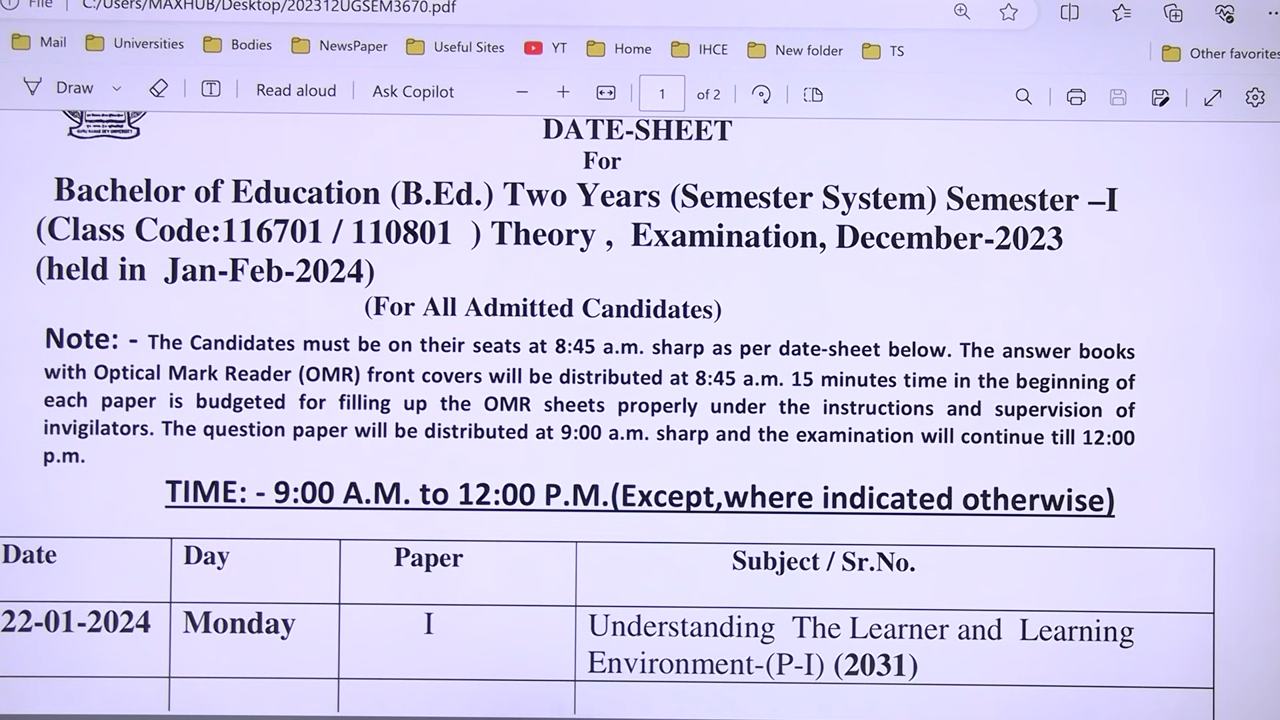 File C:/Users/MAXHUB/Desktop/202312UGSEM3670.pdf
Mail Universities Bodies NewsPaper Useful Sites YT Home IHCE New folder TS Other favorites
Draw Read aloud Ask Copilot 1 of 2
GURU NANAK DEV UNIVERSITY
DATE-SHEET
For
Bachelor of Education (B.Ed.) Two Years (Semester System) Semester –I
(Class Code:116701 / 110801 ) Theory , Examination, December-2023
(held in Jan-Feb-2024)
(For All Admitted Candidates)
Note: - The Candidates must be on their seats at 8:45 a.m. sharp as per date-sheet below. The answer books
with Optical Mark Reader (OMR) front covers will be distributed at 8:45 a.m. 15 minutes time in the beginning of
each paper is budgeted for filling up the OMR sheets properly under the instructions and supervision of
invigilators. The question paper will be distributed at 9:00 a.m. sharp and the examination will continue till 12:00
p.m.
TIME: - 9:00 A.M. to 12:00 P.M.(Except,where indicated otherwise)
Date Day Paper Subject / Sr.No.
22-01-2024 Monday I Understanding The Learner and Learning
Environment-(P-I) (2031)